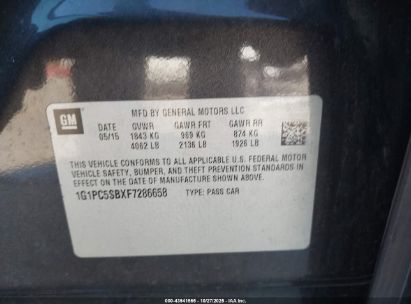 GM
MFD BY GENERAL MOTORS LLC
DATE GVWR GAWR FRT GAWR RR
05/15 1843 KG 969 KG 874 KG
4062 LB 2136 LB 1926 LB
THIS VEHICLE CONFORMS TO ALL APPLICABLE U.S. FEDERAL MOTOR
VEHICLE SAFETY, BUMPER, AND THEFT PREVENTION STANDARDS
IN EFFECT ON THE DATE OF MANUFACTURE SHOWN ABOVE.
1G1PC5SBXF7286658 TYPE: PASS CAR